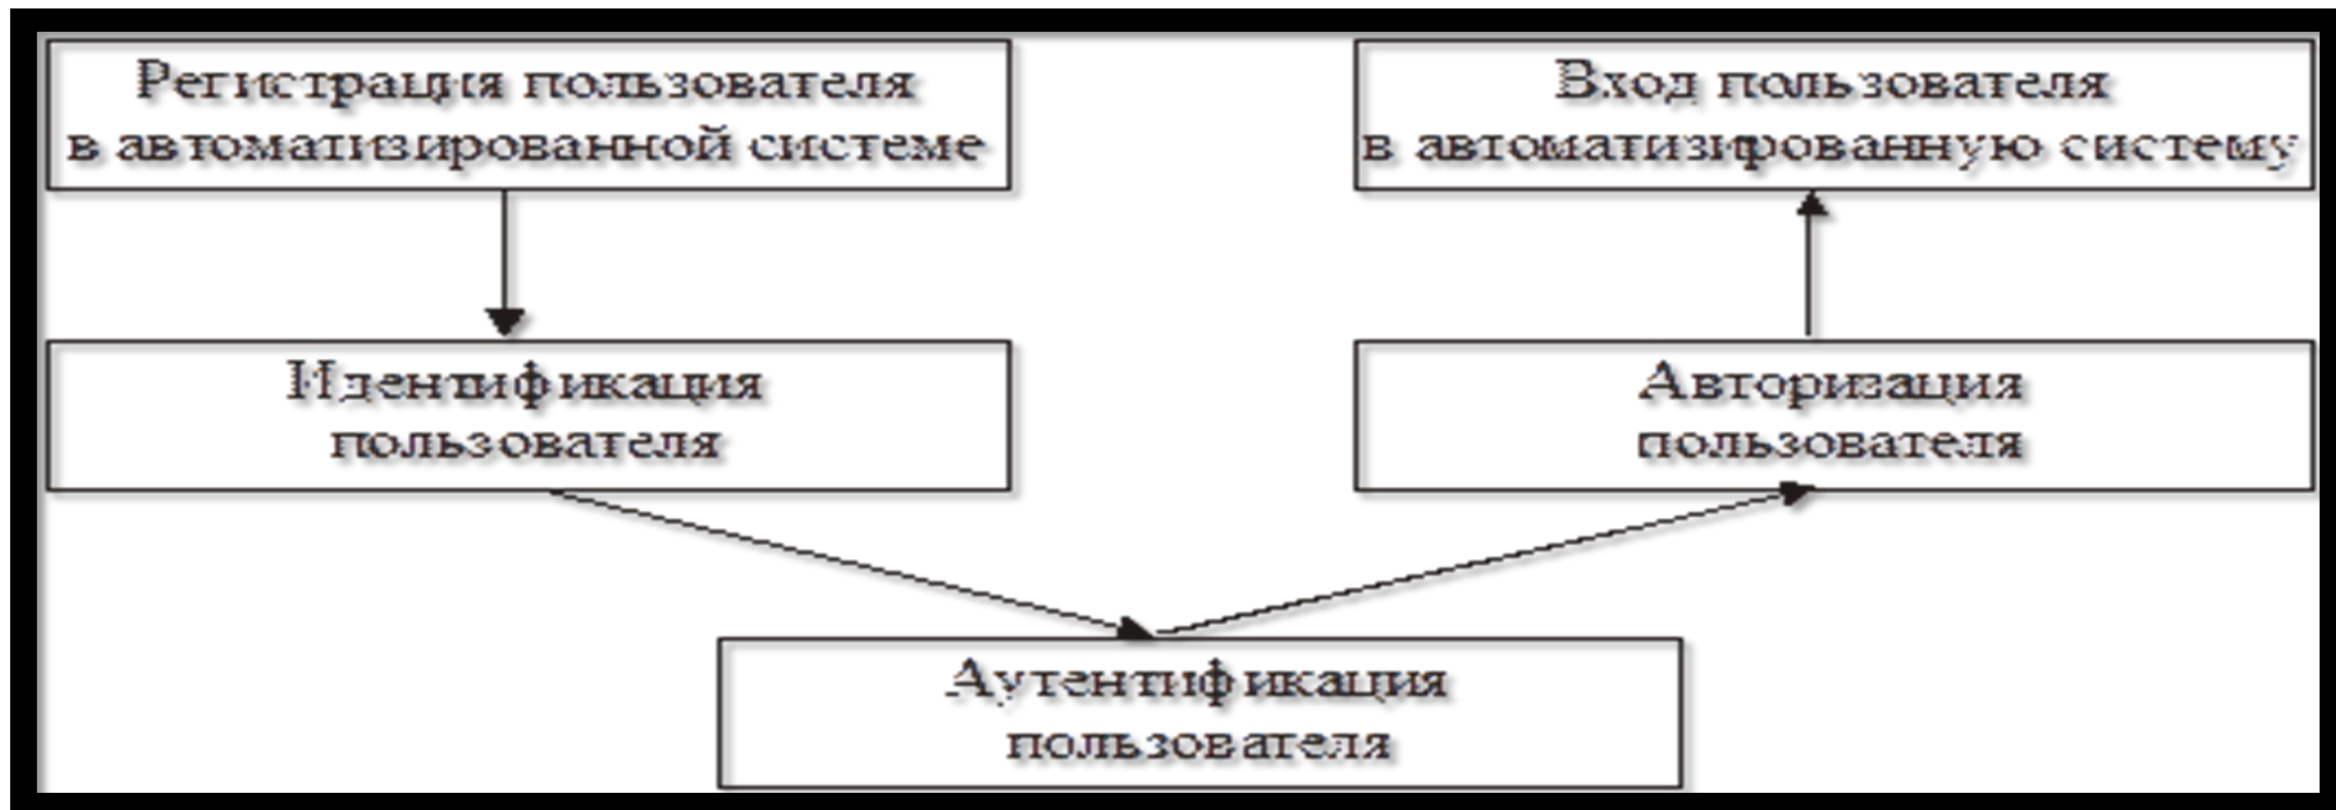 Регистрация пользователя
в автоматизированной системе
Вход пользователя
в автоматизированную систему
Идентификация
пользователя
Авторизация
пользователя
Аутентификация
пользователя